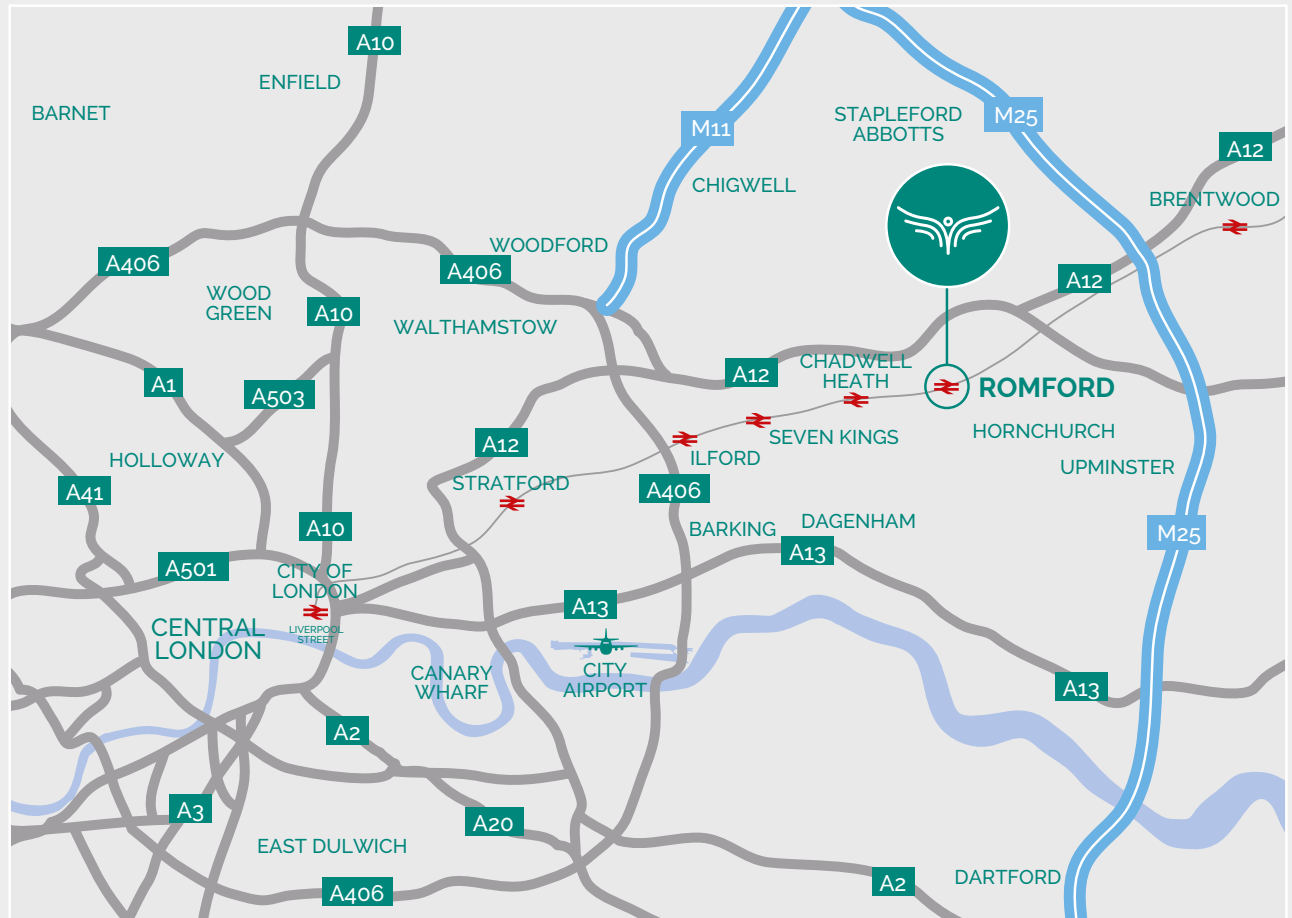 A10
ENFIELD
BARNET
M11
STAPLEFORD
ABBOTTS
M25
A12
CHIGWELL
BRENTWOOD
WOODFORD
A406
A406
A12
WOOD
GREEN
A10
WALTHAMSTOW
A1
A503
A12
CHADWELL
HEATH
ROMFORD
HORNCHURCH
SEVEN KINGS
A12
ILFORD
UPMINSTER
HOLLOWAY
STRATFORD
A41
A406
A10
BARKING
DAGENHAM
M25
A13
A501
CITY OF
LONDON
A13
CENTRAL
LONDON
LIVERPOOL
STREET
CANARY
WHARF
CITY
AIRPORT
A13
A2
A3
A20
EAST DULWICH
A406
A2
DARTFORD